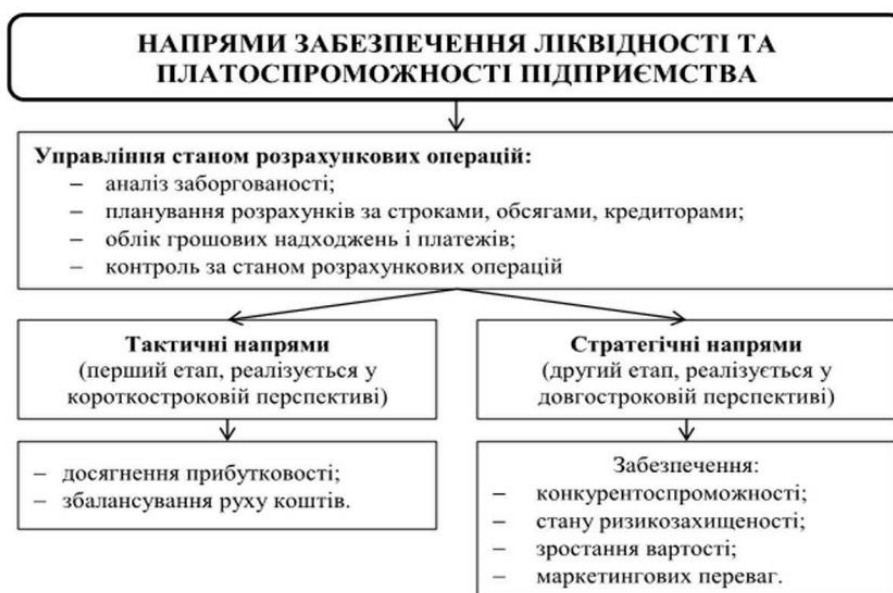 НАПРЯМИ ЗАБЕЗПЕЧЕННЯ ЛІКВІДНОСТІ ТА
ПЛАТОСПРОМОЖНОСТІ ПІДПРИЄМСТВА
Управління станом розрахункових операцій:
– аналіз заборгованості;
– планування розрахунків за строками, обсягами, кредиторами;
– облік грошових надходжень і платежів;
– контроль за станом розрахункових операцій
Тактичні напрями
(перший етап, реалізується у
короткостроковій перспективі)
Стратегічні напрями
(другий етап, реалізується у
довгостроковій перспективі)
– досягнення прибутковості;
– збалансування руху коштів.
Забезпечення:
– конкурентоспроможності;
– стану ризикозахищеності;
– зростання вартості;
– маркетингових переваг.